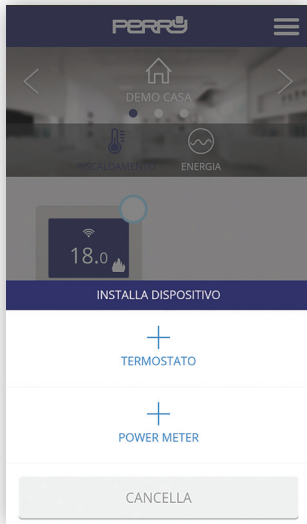 PERRY
DEMO CASA
RISCALDAMENTO
ENERGIA
18.0
INSTALLA DISPOSITIVO
TERMOSTATO
POWER METER
CANCELLA